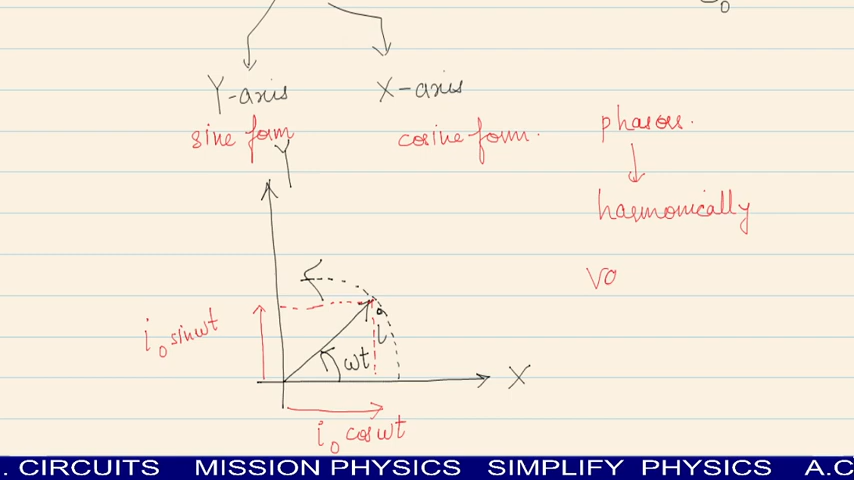 Y-axis X-axis
sine form cosine form.
phasors.
harmonically
vo
Y
i₀ sinωt
ωt
i₀
X
i₀ cosωt
. CIRCUITS MISSION PHYSICS SIMPLIFY PHYSICS A.C